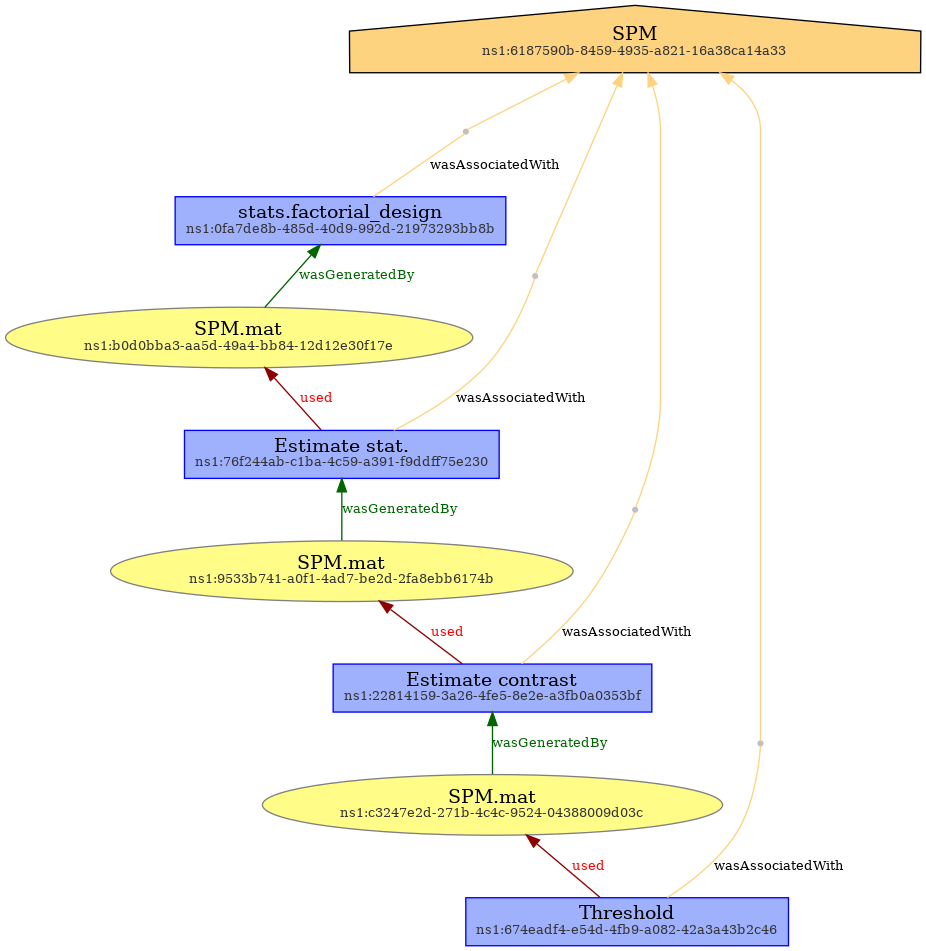 SPM
ns1:6187590b-8459-4935-a821-16a38ca14a33
wasAssociatedWith
stats.factorial_design
ns1:0fa7de8b-485d-40d9-992d-21973293bb8b
wasGeneratedBy
SPM.mat
ns1:b0d0bba3-aa5d-49a4-bb84-12d12e30f17e
used
wasAssociatedWith
Estimate stat.
ns1:76f244ab-c1ba-4c59-a391-f9ddff75e230
wasGeneratedBy
SPM.mat
ns1:9533b741-a0f1-4ad7-be2d-2fa8ebb6174b
used
wasAssociatedWith
Estimate contrast
ns1:22814159-3a26-4fe5-8e2e-a3fb0a0353bf
wasGeneratedBy
SPM.mat
ns1:c3247e2d-271b-4c4c-9524-04388009d03c
used
wasAssociatedWith
Threshold
ns1:674eadf4-e54d-4fb9-a082-42a3a43b2c46